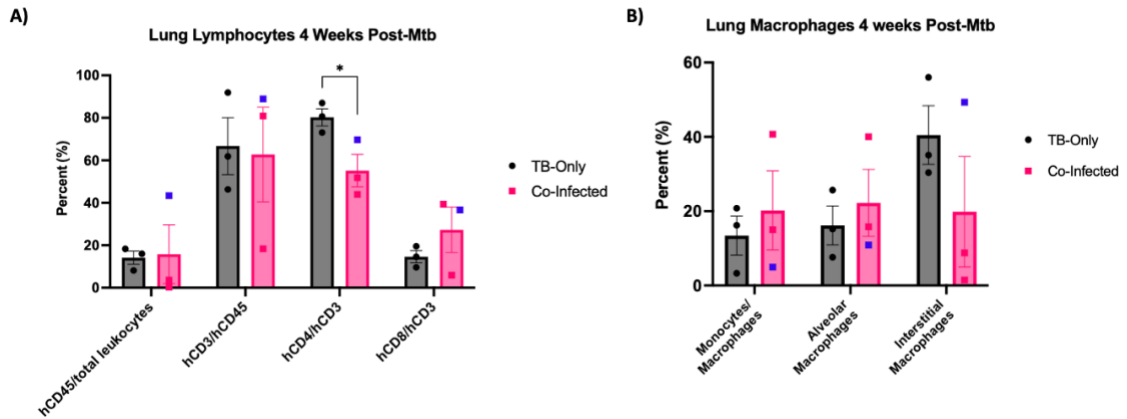 A)
Lung Lymphocytes 4 Weeks Post-Mtb
*
100
80
60
40
20
0
Percent (%)
hCD45/total leukocytes
hCD3/hCD45
hCD4/hCD3
hCD8/hCD3
TB-Only
Co-Infected
B)
Lung Macrophages 4 weeks Post-Mtb
60
40
20
0
Percent (%)
Monocytes/
Macrophages
Alveolar
Macrophages
Interstitial
Macrophages
TB-Only
Co-Infected